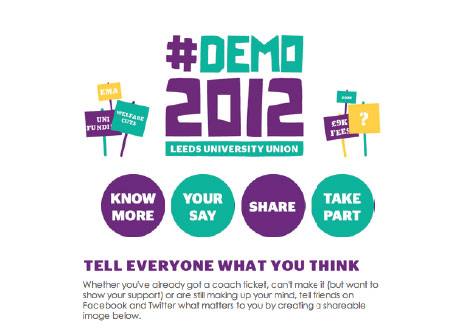 #DEMO
2012
LEEDS UNIVERSITY UNION
EMA
UNI
FUNDI
WELFARE
CUTS
£9K
FEES
?
KNOW
MORE
YOUR
SAY
SHARE
TAKE
PART
TELL EVERYONE WHAT YOU THINK
Whether you've already got a coach ticket, can't make it (but want to
show your support) or are still making up your mind, tell friends on
Facebook and Twitter what matters to you by creating a shareable
image below.